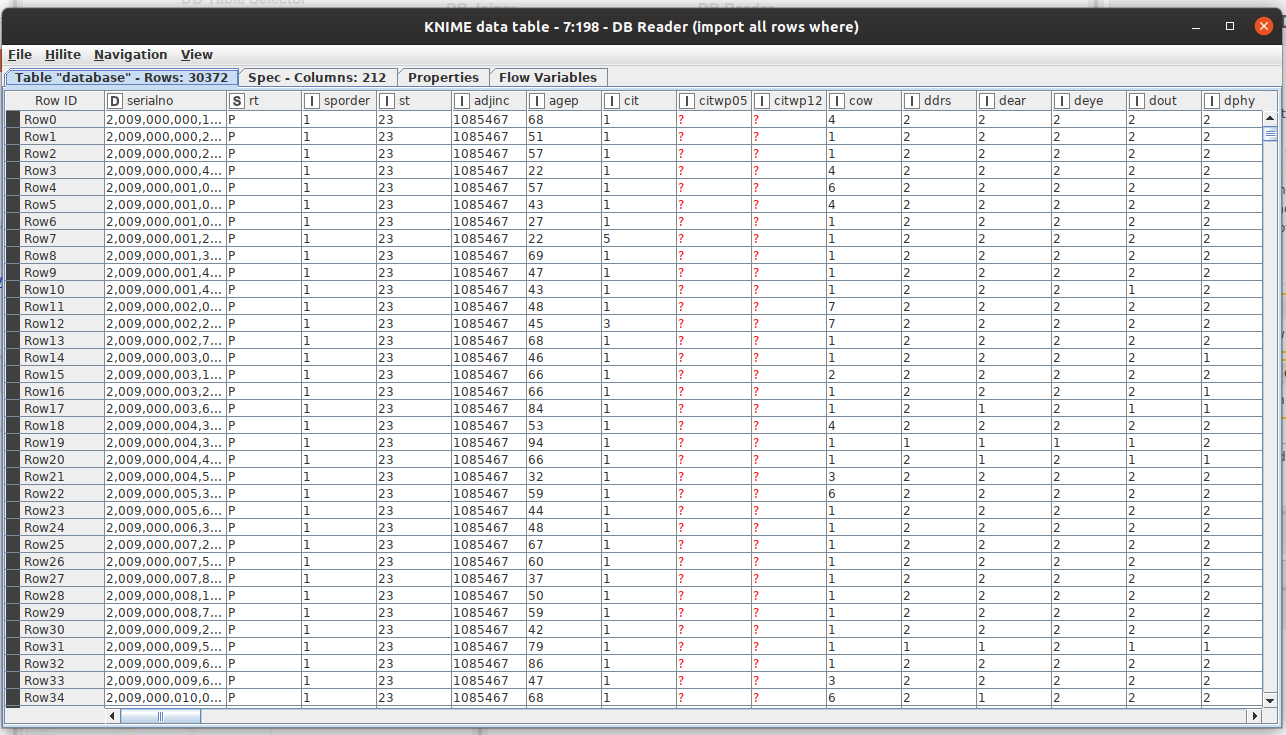 KNIME data table - 7:198 - DB Reader (import all rows where)
File Hilite Navigation View
Table "database" - Rows: 30372 Spec - Columns: 212 Properties Flow Variables
Row ID D serialno S rt I sporder I st I adjinc I agep I cit I citwp05 I citwp12 I cow I ddrs I dear I deye I dout I dphy
Row0 2,009,000,000,1... P 1 23 1085467 68 1 ? ? 4 2 2 2 2 2
Row1 2,009,000,000,2... P 1 23 1085467 51 1 ? ? 1 2 2 2 2 2
Row2 2,009,000,000,2... P 1 23 1085467 57 1 ? ? 1 2 2 2 2 2
Row3 2,009,000,000,4... P 1 23 1085467 22 1 ? ? 4 2 2 2 2 2
Row4 2,009,000,001,0... P 1 23 1085467 57 1 ? ? 6 2 2 2 2 2
Row5 2,009,000,001,0... P 1 23 1085467 43 1 ? ? 4 2 2 2 2 2
Row6 2,009,000,001,0... P 1 23 1085467 27 1 ? ? 1 2 2 2 2 2
Row7 2,009,000,001,2... P 1 23 1085467 22 5 ? ? 1 2 2 2 2 2
Row8 2,009,000,001,3... P 1 23 1085467 69 1 ? ? 1 2 2 2 2 2
Row9 2,009,000,001,4... P 1 23 1085467 47 1 ? ? 1 2 2 2 2 2
Row10 2,009,000,001,4... P 1 23 1085467 43 1 ? ? 1 2 2 2 1 2
Row11 2,009,000,002,0... P 1 23 1085467 48 1 ? ? 7 2 2 2 2 2
Row12 2,009,000,002,2... P 1 23 1085467 45 3 ? ? 7 2 2 2 2 2
Row13 2,009,000,002,7... P 1 23 1085467 68 1 ? ? 1 2 2 2 2 2
Row14 2,009,000,003,0... P 1 23 1085467 46 1 ? ? 1 2 2 2 2 1
Row15 2,009,000,003,1... P 1 23 1085467 66 1 ? ? 2 2 2 2 2 2
Row16 2,009,000,003,2... P 1 23 1085467 66 1 ? ? 1 2 2 2 2 1
Row17 2,009,000,003,6... P 1 23 1085467 84 1 ? ? 1 2 1 2 1 1
Row18 2,009,000,004,3... P 1 23 1085467 53 1 ? ? 4 2 2 2 2 2
Row19 2,009,000,004,3... P 1 23 1085467 94 1 ? ? 1 1 1 1 1 2
Row20 2,009,000,004,4... P 1 23 1085467 66 1 ? ? 1 2 1 2 1 1
Row21 2,009,000,004,5... P 1 23 1085467 32 1 ? ? 3 2 2 2 2 2
Row22 2,009,000,005,3... P 1 23 1085467 59 1 ? ? 6 2 2 2 2 2
Row23 2,009,000,005,6... P 1 23 1085467 44 1 ? ? 1 2 2 2 2 2
Row24 2,009,000,006,3... P 1 23 1085467 48 1 ? ? 1 2 2 2 2 2
Row25 2,009,000,007,2... P 1 23 1085467 67 1 ? ? 1 2 2 2 2 2
Row26 2,009,000,007,5... P 1 23 1085467 60 1 ? ? 1 2 2 2 2 2
Row27 2,009,000,007,8... P 1 23 1085467 37 1 ? ? 1 2 2 2 2 2
Row28 2,009,000,008,1... P 1 23 1085467 50 1 ? ? 1 2 2 2 2 2
Row29 2,009,000,008,7... P 1 23 1085467 59 1 ? ? 1 2 2 2 2 2
Row30 2,009,000,009,2... P 1 23 1085467 42 1 ? ? 1 2 2 2 2 2
Row31 2,009,000,009,5... P 1 23 1085467 79 1 ? ? 1 1 1 2 1 1
Row32 2,009,000,009,6... P 1 23 1085467 86 1 ? ? 1 2 2 2 2 2
Row33 2,009,000,009,6... P 1 23 1085467 47 1 ? ? 3 2 2 2 2 2
Row34 2,009,000,010,0... P 1 23 1085467 68 1 ? ? 6 2 1 2 2 2